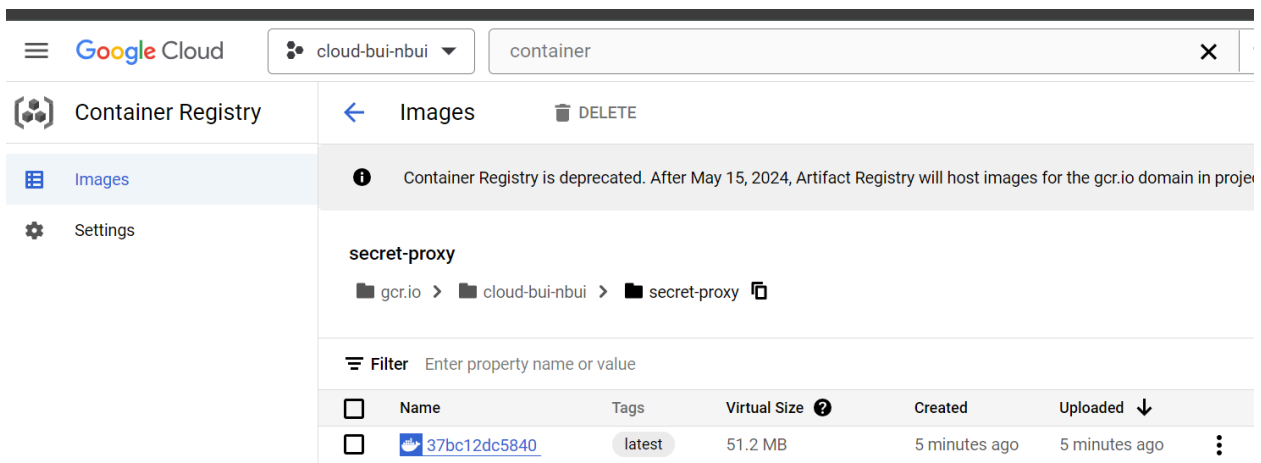 Google Cloud
cloud-bui-nbui
container
Container Registry
Images
DELETE
Images
Settings
Container Registry is deprecated. After May 15, 2024, Artifact Registry will host images for the gcr.io domain in
secret-proxy
gcr.io > cloud-bui-nbui > secret-proxy
Filter Enter property name or value
Name Tags Virtual Size Created Uploaded
37bc12dc5840 latest 51.2 MB 5 minutes ago 5 minutes ago